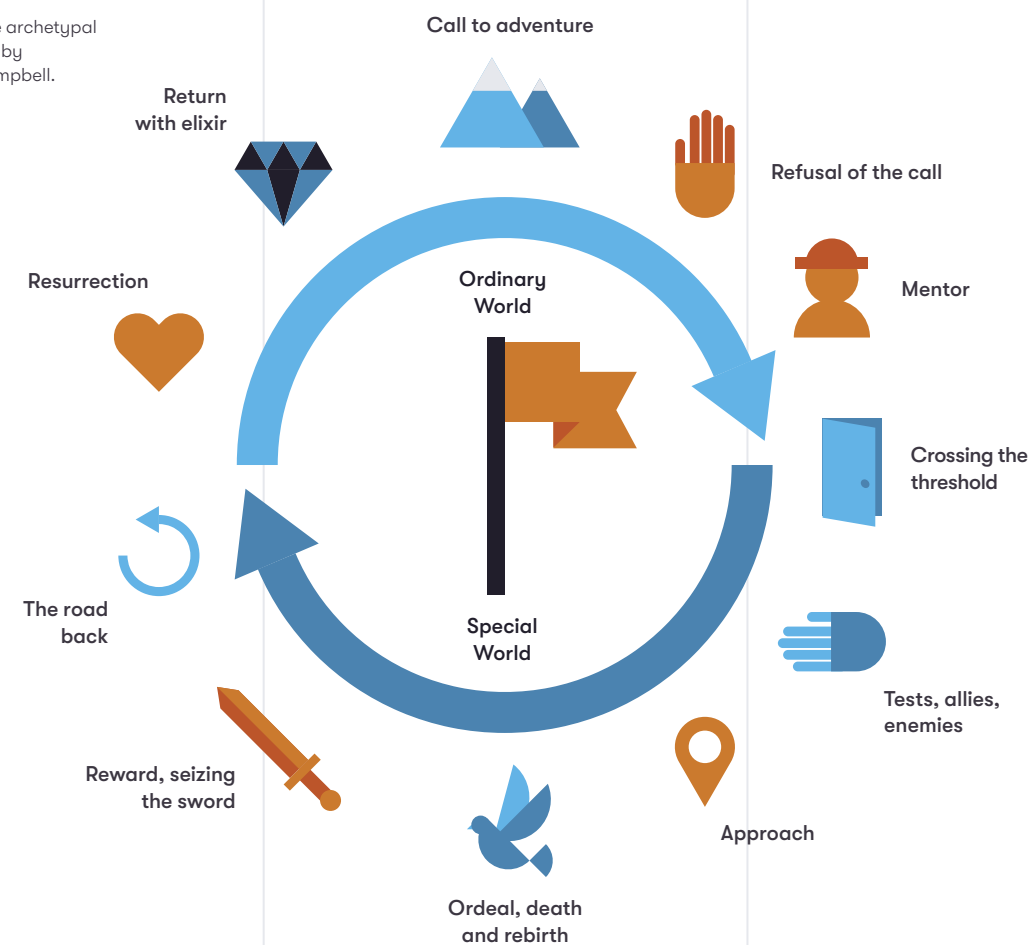 archetypal
by
Call to adventure
Return
with elixir
Refusal of the call
Ordinary
World
Resurrection
Mentor
Crossing the
threshold
The road
back
Special
World
Tests, allies,
enemies
Reward, seizing
the sword
Approach
Ordeal, death
and rebirth